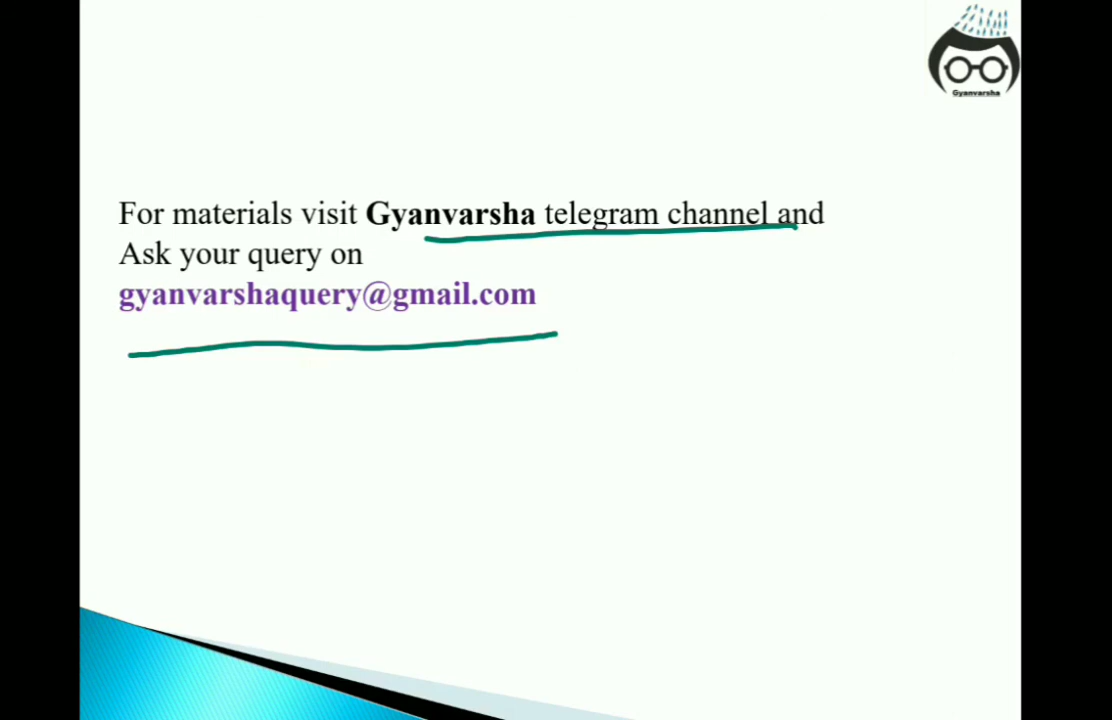 Gyanvarsha
For materials visit Gyanvarsha telegram channel and
Ask your query on
gyanvarshaquery@gmail.com